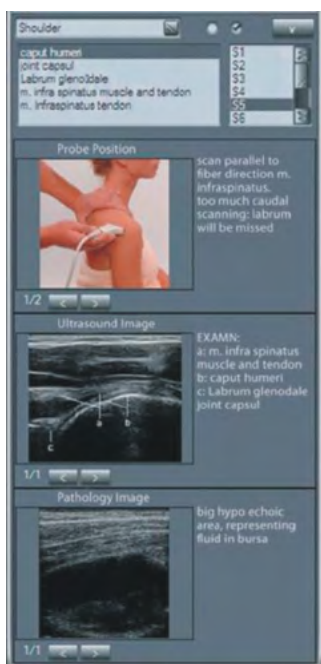 Shoulder
caput humeri
joint capsul
Labrum glenoidale
m. infra spinatus muscle and tendon
m. Infraspinatus tendon
S1
S2
S3
S4
S5
S6
Probe Position
scan parallel to
fiber direction m.
infraspinatus.
too much caudal
scanning: labrum
will be missed
1/2 < >
Ultrasound Image
EXAMN:
a: m. infra spinatus
muscle and tendon
b: caput humeri
c: Labrum glenodale
joint capsul
a b
c
1/1 < >
Pathology Image
big hypo echoic
area, representing
fluid in bursa
1/1 < >